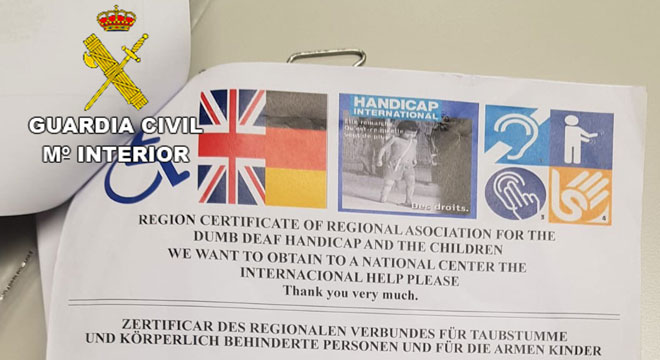 GUARDIA CIVIL
Mº INTERIOR
HANDICAP
INTERNATIONAL
Des droits.
REGION CERTIFICATE OF REGIONAL ASOCIATION FOR THE
DUMB DEAF HANDICAP AND THE CHILDREN
WE WANT TO OBTAIN TO A NATIONAL CENTER THE
INTERNACIONAL HELP PLEASE
Thank you very much.
ZERTIFICAR DES REGIONALEN VERBUNDES FÜR TAUBSTUMME
UND KÖRPERLICH BEHINDERTE PERSONEN UND FÜR DIE ARMEN KINDER